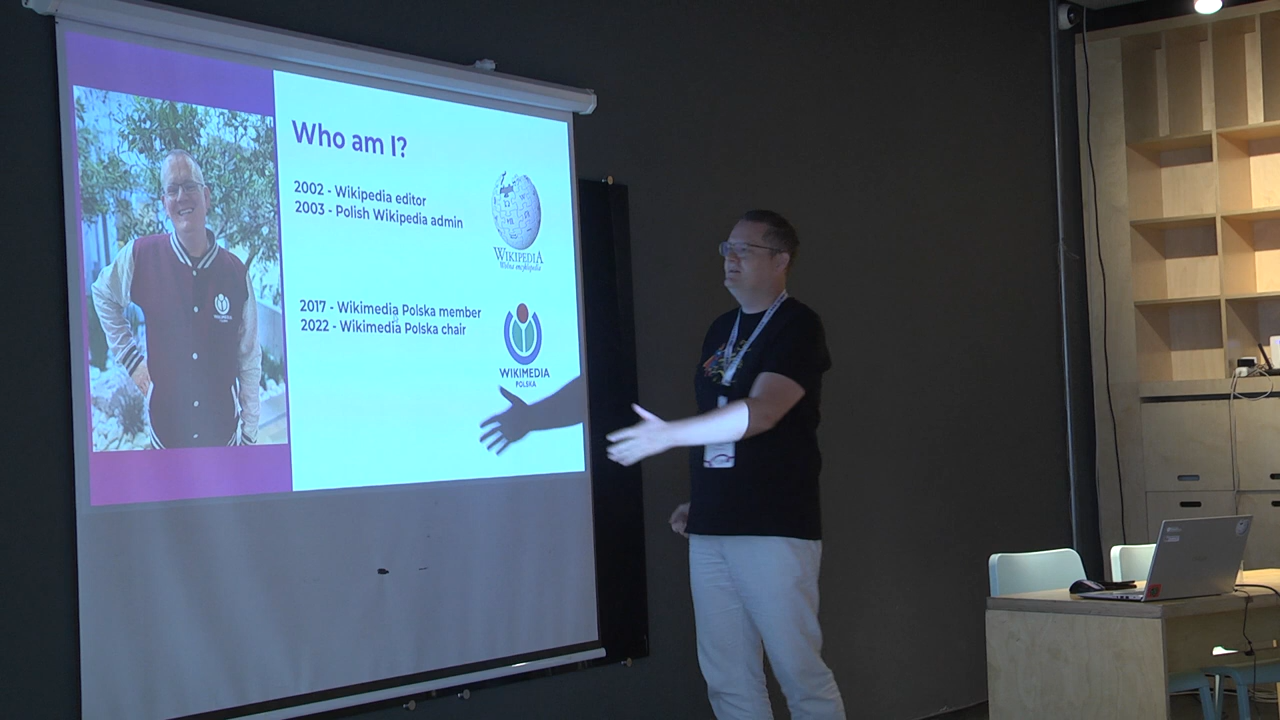 Who am I?
2002 - Wikipedia editor
2003 - Polish Wikipedia admin
WIKIPEDIA
Wolna encyklopedia
2017 - Wikimedia Polska member
2022 - Wikimedia Polska chair
WIKIMEDIA
POLSKA
WIKIMEDIA